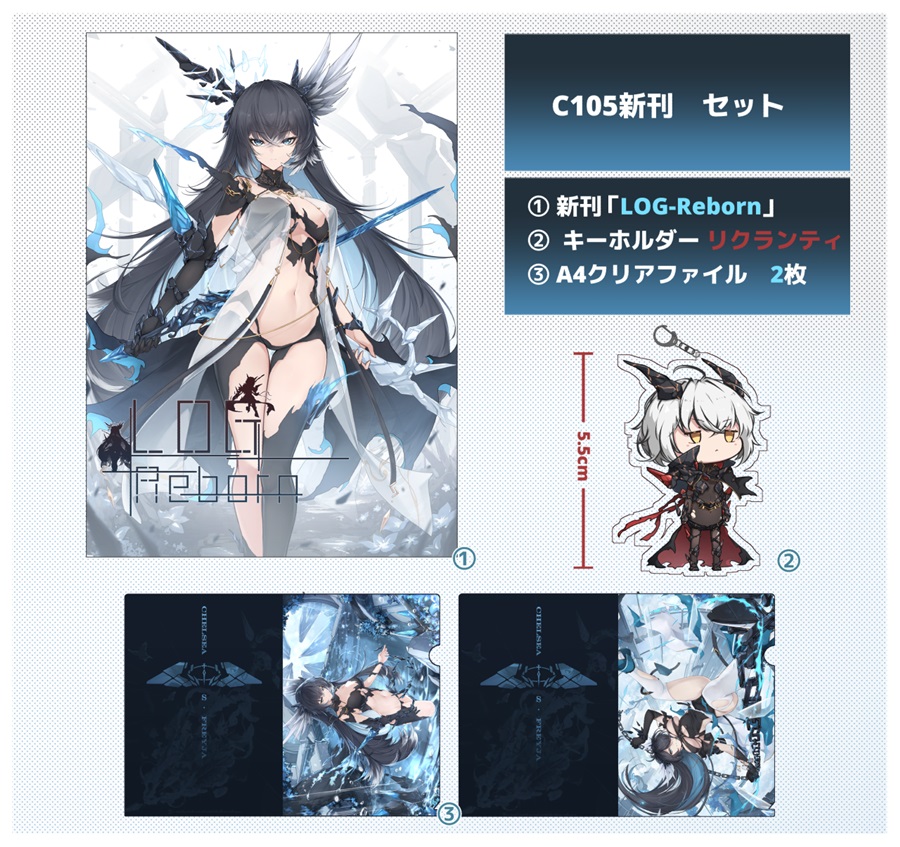 C105新刊 セット
① 新刊「LOG-Reborn」
② キーホルダー リクランティ
③ A4クリアファイル 2枚
LOG
Reborn
①
5.5cm
②
CHELSEA
S・FREYJA
CHELSEA
S・FREYJA
③